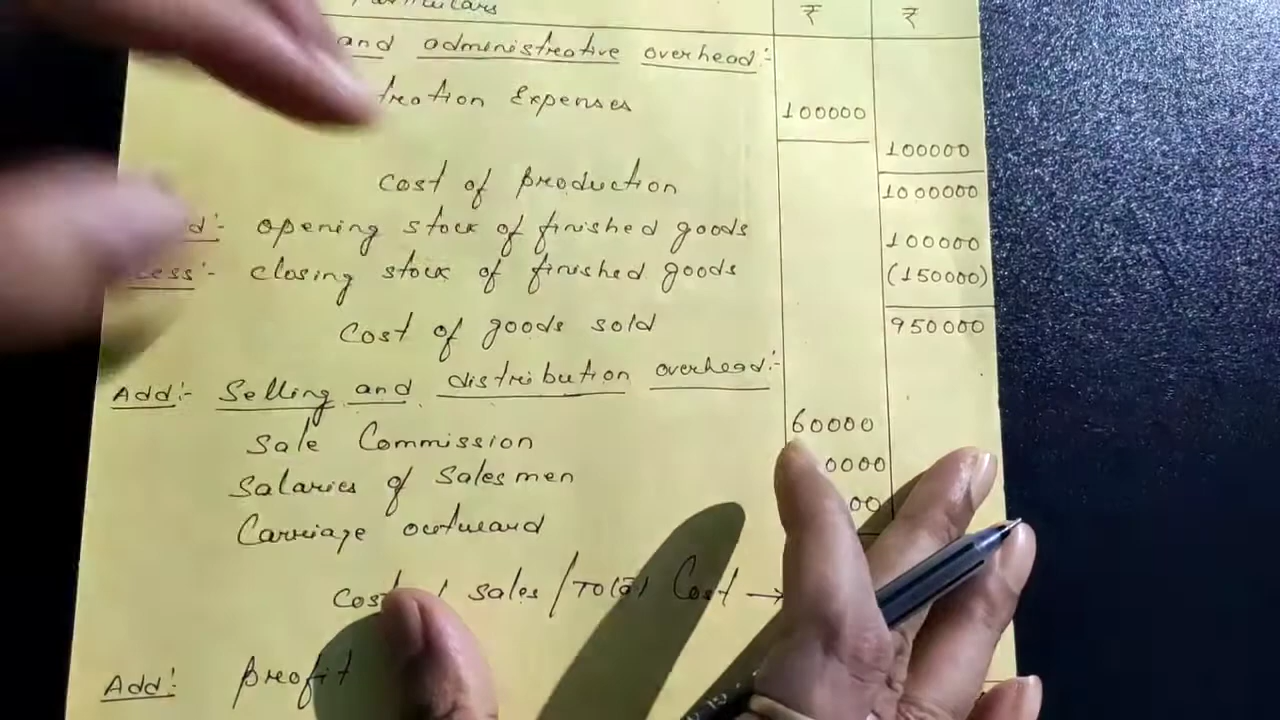 ₹ ₹
and administrative overhead:-
Expenses 100000
100000
Cost of production 1000000
opening stock of finished goods 100000
Less:- closing stock of finished goods (150000)
Cost of goods sold 950000
Add:- Selling and distribution overhead:-
Sale Commission 60000
Salaries of Salesmen
Carriage outward
sales/Total Cost →
Add: profit